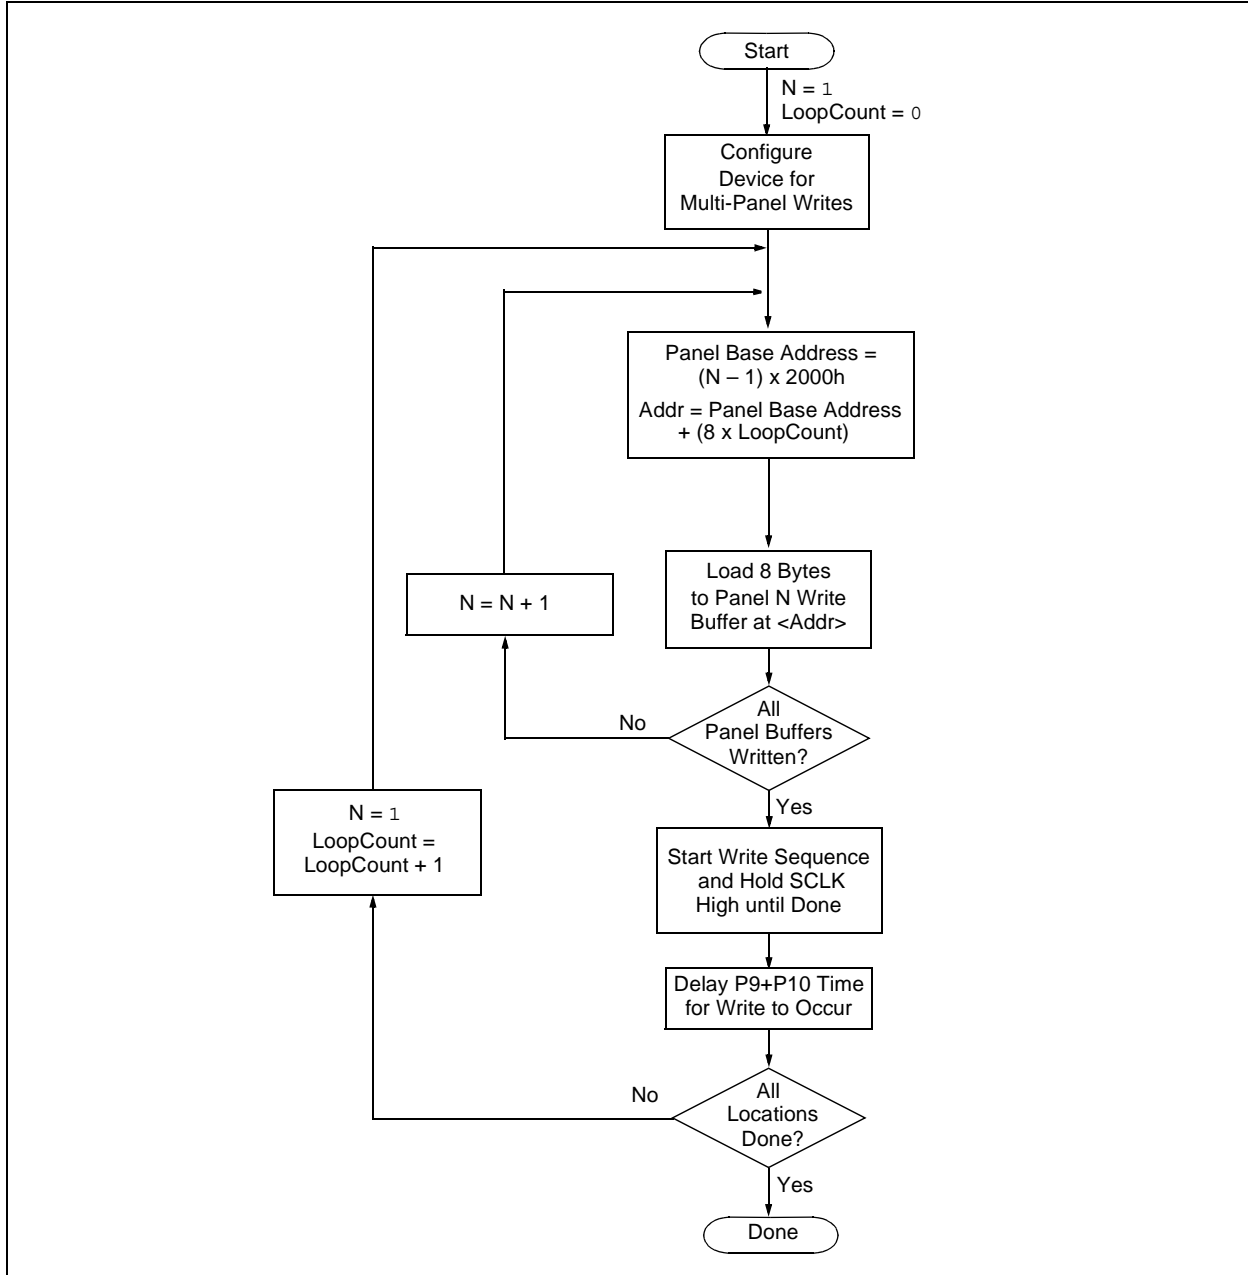 Start
N = 1
LoopCount = 0
Configure
Device for
Multi-Panel Writes
Panel Base Address =
(N – 1) x 2000h
Addr = Panel Base Address
+ (8 x LoopCount)
Load 8 Bytes
to Panel N Write
Buffer at <Addr>
N = N + 1
All
Panel Buffers
Written?
No
Yes
N = 1
LoopCount =
LoopCount + 1
Start Write Sequence
and Hold SCLK
High until Done
Delay P9+P10 Time
for Write to Occur
All
Locations
Done?
No
Yes
Done